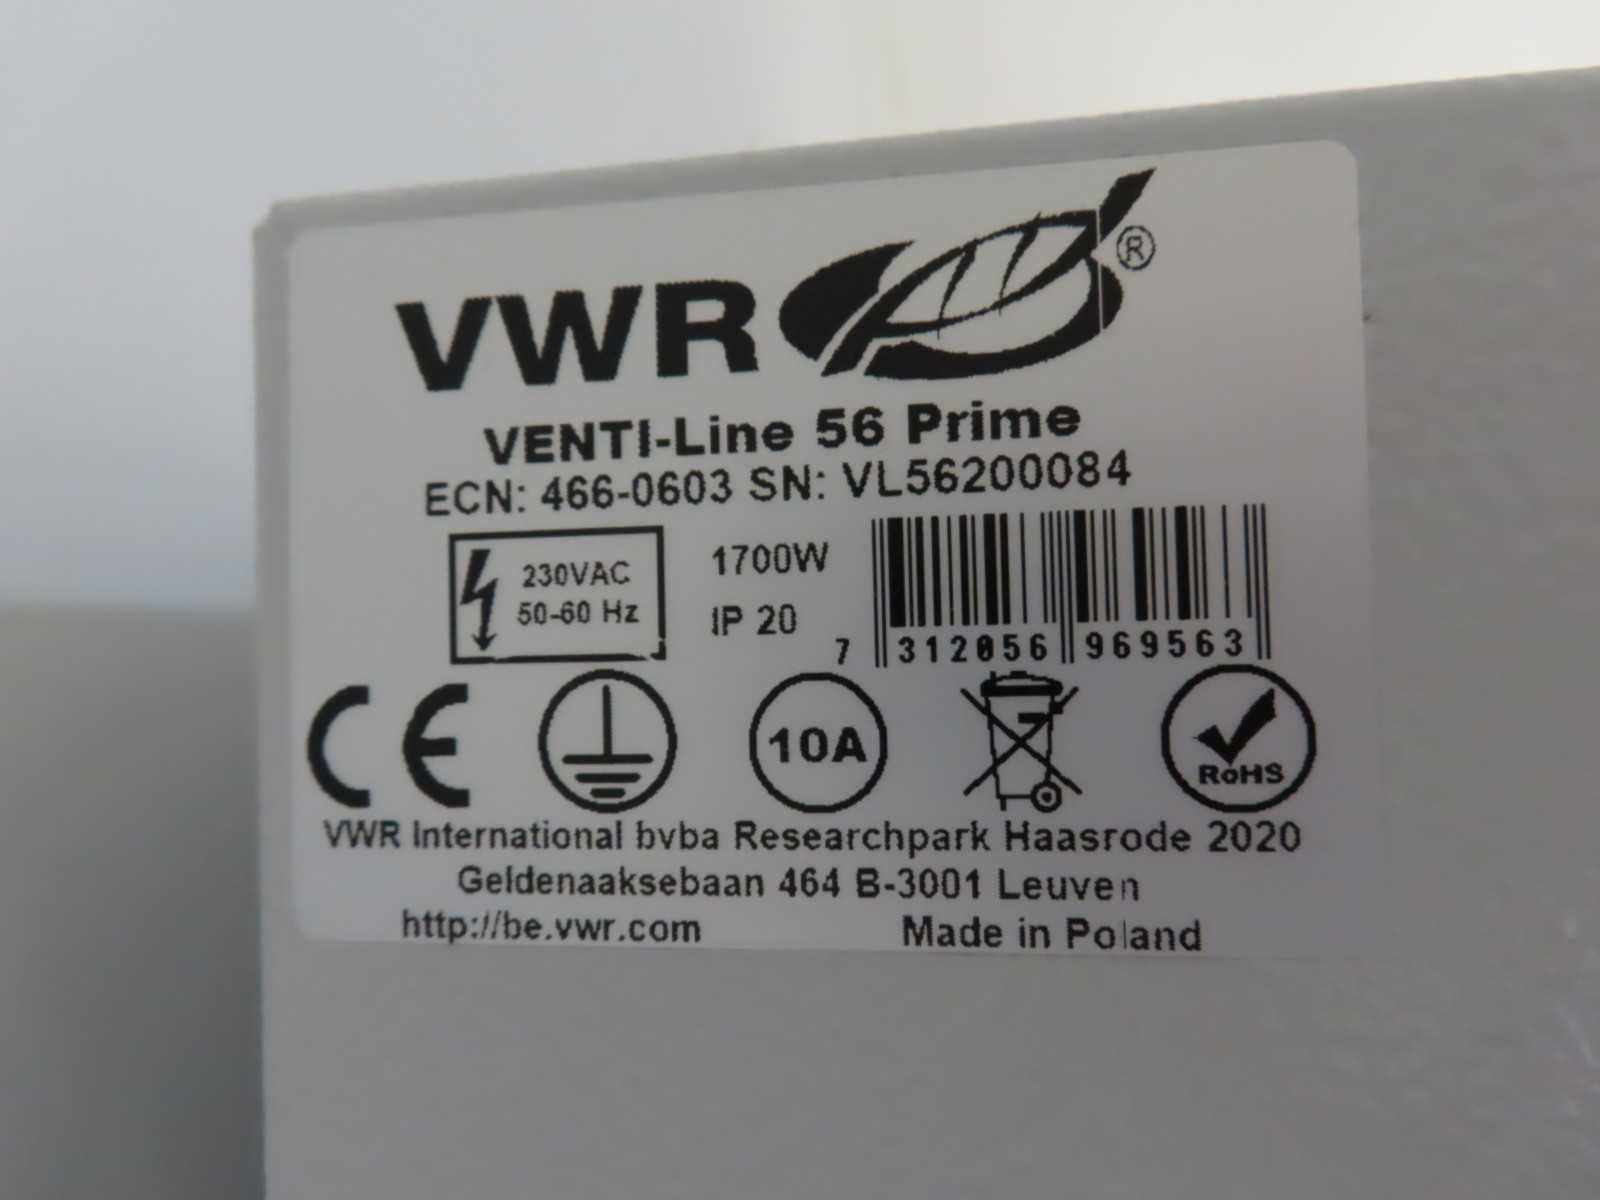 VWR ®
VENTI-Line 56 Prime
ECN: 466-0603 SN: VL56200084
230VAC
50-60 Hz
1700W
IP 20
7 312056 969563
CE
10A
RoHS
VWR International bvba Researchpark Haasrode 2020
Geldenaaksebaan 464 B-3001 Leuven
http://be.vwr.com Made in Poland